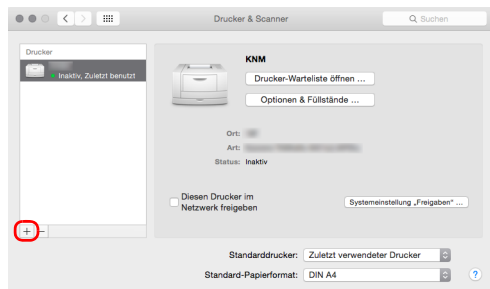 Drucker & Scanner
Suchen
Drucker
Inaktiv, Zuletzt benutzt
KNM
Drucker-Warteliste öffnen ...
Optionen & Füllstände ...
Ort:
Art:
Status: Inaktiv
Diesen Drucker im
Netzwerk freigeben
Systemeinstellung „Freigaben“ ...
+ −
Standarddrucker: Zuletzt verwendeter Drucker
Standard-Papierformat: DIN A4
?